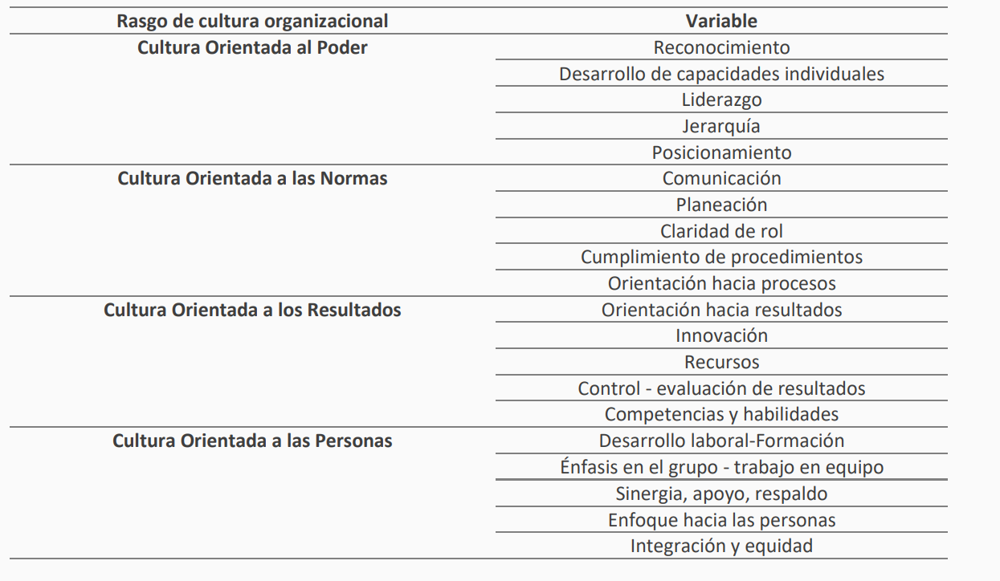 Rasgo de cultura organizacional Variable
Cultura Orientada al Poder Reconocimiento
Desarrollo de capacidades individuales
Liderazgo
Jerarquía
Posicionamiento
Cultura Orientada a las Normas Comunicación
Planeación
Claridad de rol
Cumplimiento de procedimientos
Orientación hacia procesos
Cultura Orientada a los Resultados Orientación hacia resultados
Innovación
Recursos
Control - evaluación de resultados
Competencias y habilidades
Cultura Orientada a las Personas Desarrollo laboral-Formación
Énfasis en el grupo - trabajo en equipo
Sinergia, apoyo, respaldo
Enfoque hacia las personas
Integración y equidad